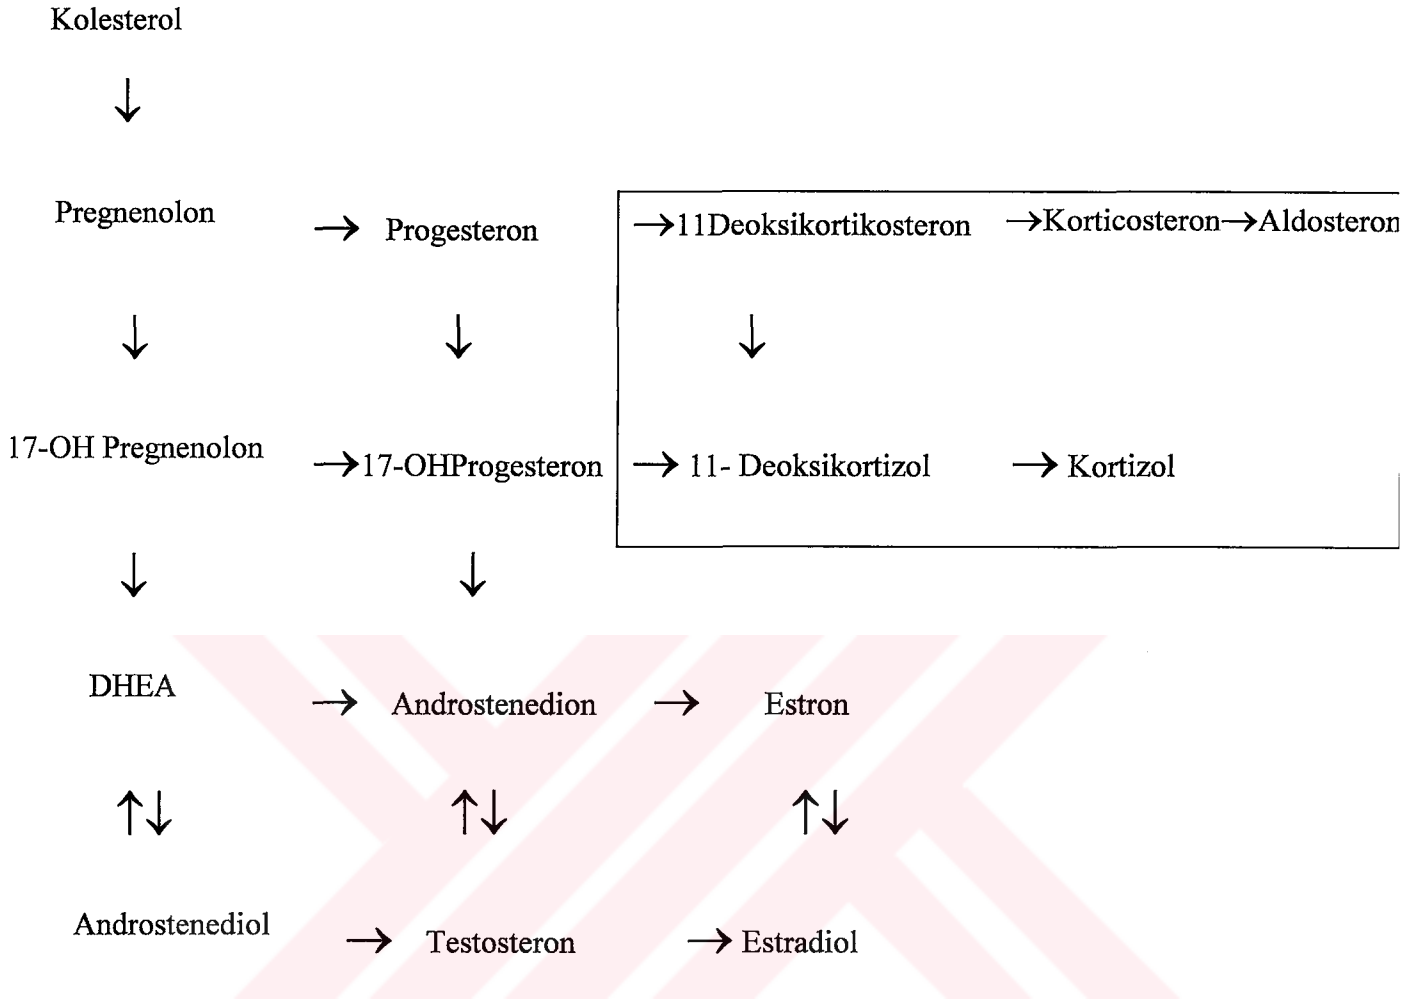 Kolesterol
↓
Pregnenolon → Progesteron →11Deoksikortikosteron →Korticosteron→Aldosteron
↓ ↓ ↓
17-OH Pregnenolon →17-OHProgesteron → 11- Deoksikortizol → Kortizol
↓ ↓
DHEA → Androstenedion → Estron
↑↓ ↑↓ ↑↓
Androstenediol → Testosteron → Estradiol